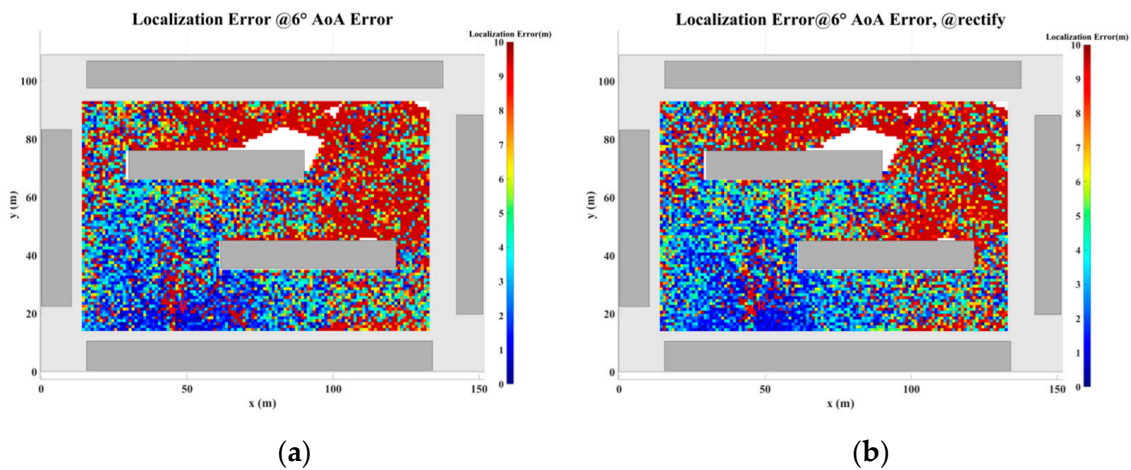 Localization Error @6° AoA Error
Localization Error(m)
10
9
8
7
6
5
4
3
2
1
0
100
80
60
40
20
0
y (m)
0 50 100 150
x (m)
(a)
Localization Error@6° AoA Error, @rectify
Localization Error(m)
10
9
8
7
6
5
4
3
2
1
0
100
80
60
40
20
0
y (m)
0 50 100 150
x (m)
(b)